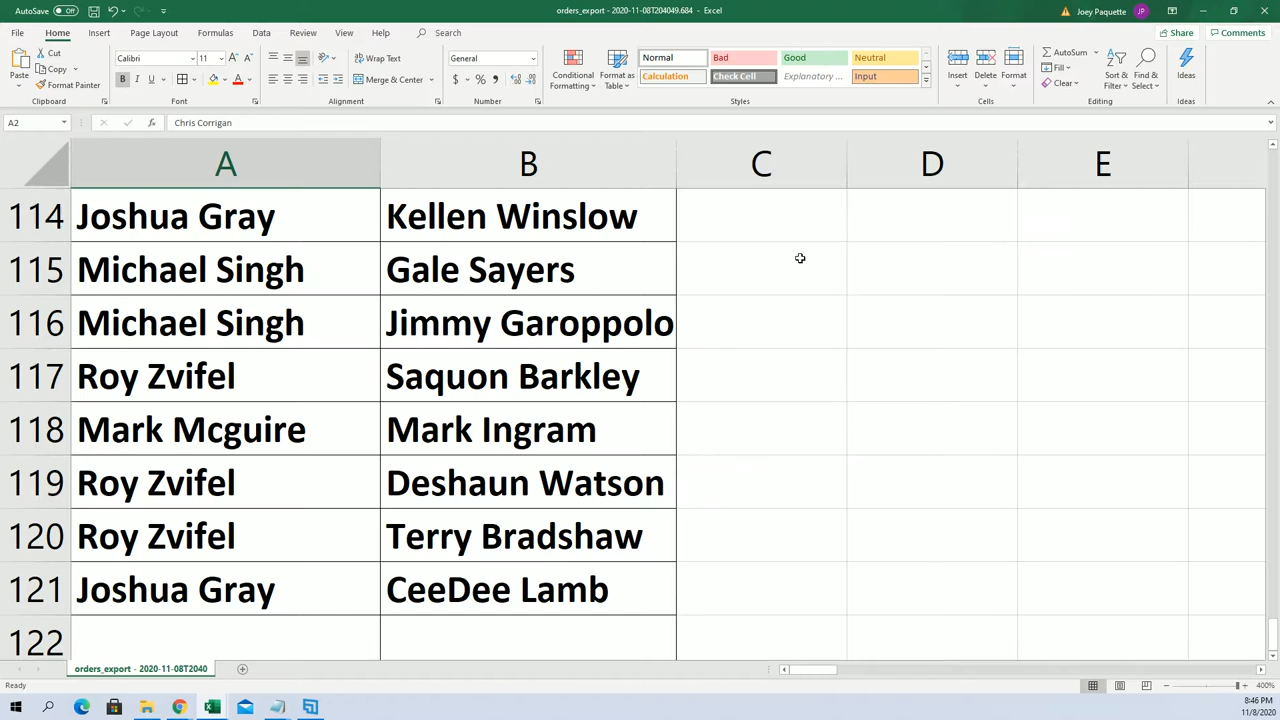 AutoSave Off orders_export - 2020-11-08T204049.684 - Excel Joey Paquette JP
File Home Insert Page Layout Formulas Data Review View Help Search Share Comments
Paste Cut Copy Format Painter Clipboard
Calibri 11 A A B I U A Font
ab Wrap Text Merge & Center Alignment
General $ % , Number
Conditional Formatting Format as Table
Normal Bad Good Neutral
Calculation Check Cell Explanatory ... Input
Styles
Insert Delete Format Cells
AutoSum Fill Clear Sort & Filter Find & Select Editing
Ideas Ideas
A2 fx Chris Corrigan
A B C D E
114 Joshua Gray Kellen Winslow
115 Michael Singh Gale Sayers
116 Michael Singh Jimmy Garoppolo
117 Roy Zvifel Saquon Barkley
118 Mark Mcguire Mark Ingram
119 Roy Zvifel Deshaun Watson
120 Roy Zvifel Terry Bradshaw
121 Joshua Gray CeeDee Lamb
122
orders_export - 2020-11-08T2040
Ready 400%
8:46 PM
11/8/2020